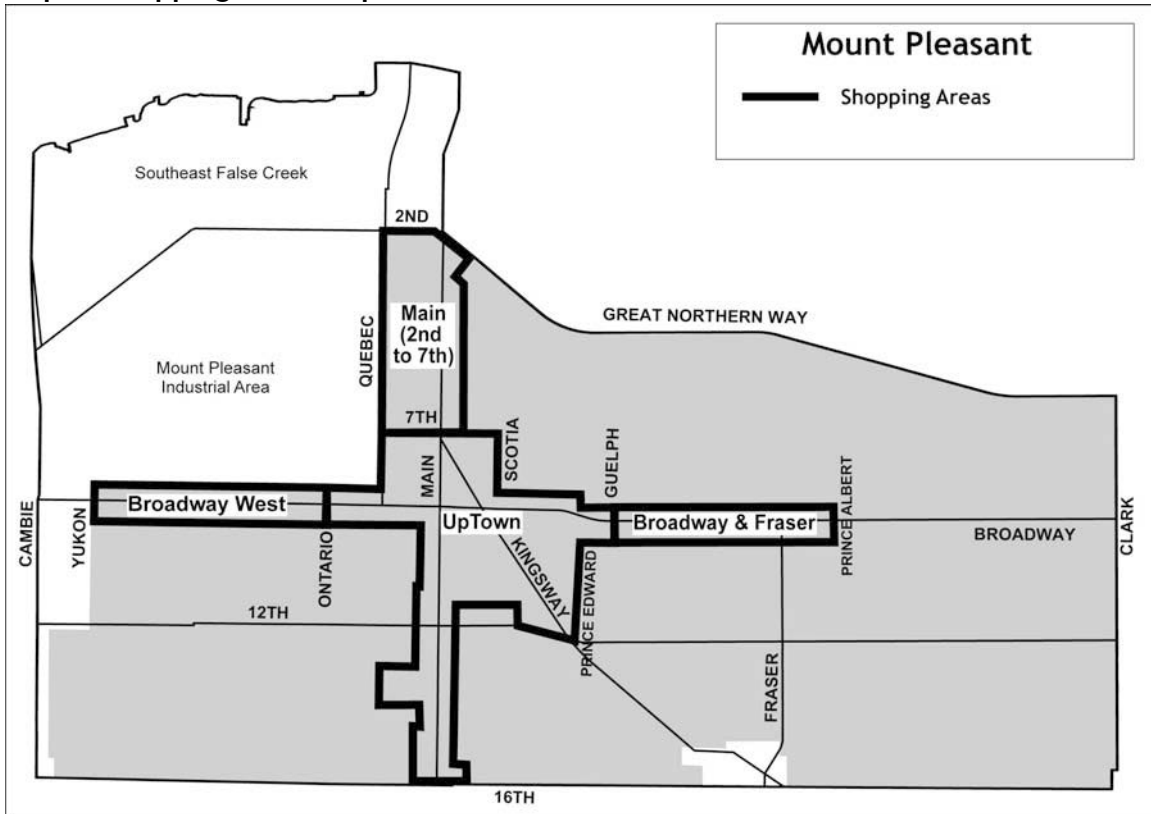 Mount Pleasant
Shopping Areas
Southeast False Creek
2ND
GREAT NORTHERN WAY
Main
(2nd
to 7th)
QUEBEC
Mount Pleasant
Industrial Area
7TH
MAIN
SCOTIA
GUELPH
PRINCE ALBERT
CLARK
CAMBIE
YUKON
Broadway West
ONTARIO
UpTown
KINGSWAY
Broadway & Fraser
BROADWAY
PRINCE EDWARD
12TH
FRASER
16TH